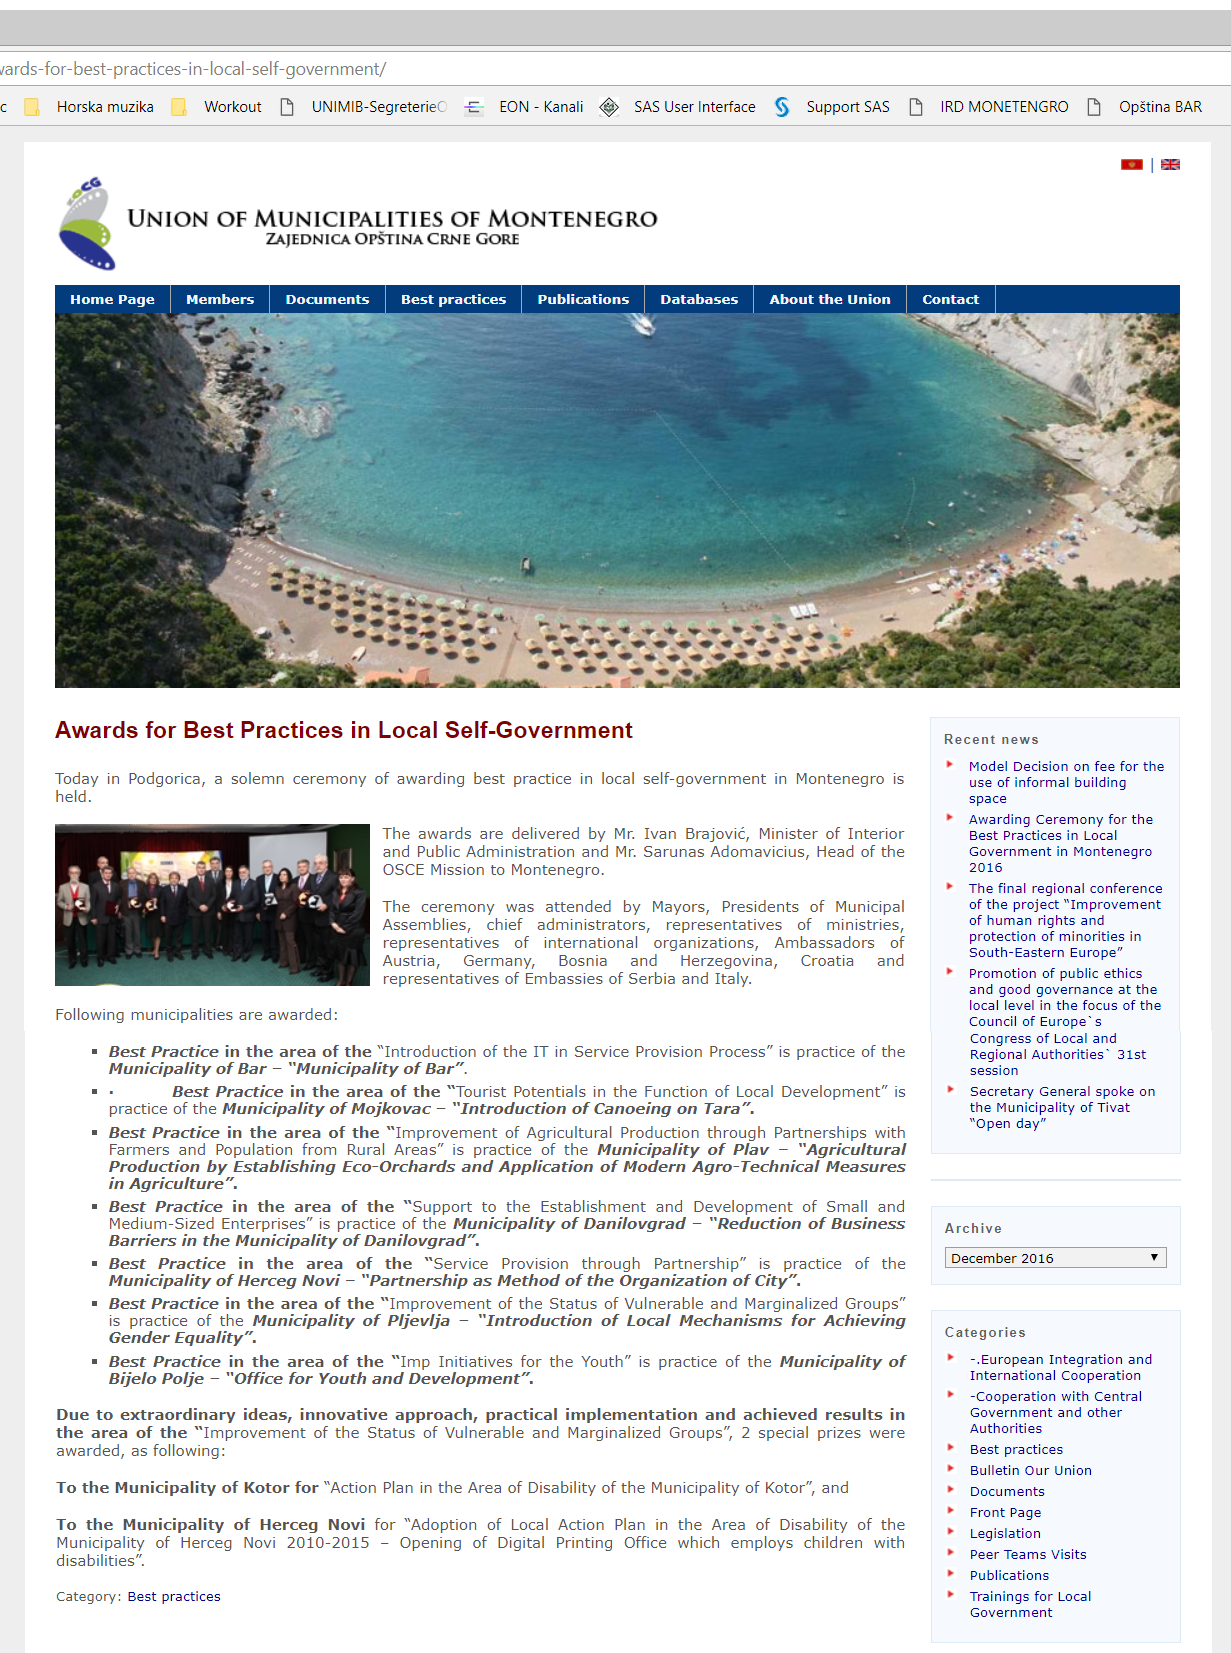 wards-for-best-practices-in-local-self-government/
c Horska muzika Workout UNIMIB-SegreterieO EON - Kanali SAS User Interface Support SAS IRD MONETENGRO Opština BAR
|
UOCG
UNION OF MUNICIPALITIES OF MONTENEGRO
ZAJEDNICA OPŠTINA CRNE GORE
Home Page Members Documents Best practices Publications Databases About the Union Contact
Awards for Best Practices in Local Self-Government
Today in Podgorica, a solemn ceremony of awarding best practice in local self-government in Montenegro is
held.
The awards are delivered by Mr. Ivan Brajović, Minister of Interior
and Public Administration and Mr. Sarunas Adomavicius, Head of the
OSCE Mission to Montenegro.
The ceremony was attended by Mayors, Presidents of Municipal
Assemblies, chief administrators, representatives of ministries,
representatives of international organizations, Ambassadors of
Austria, Germany, Bosnia and Herzegovina, Croatia and
representatives of Embassies of Serbia and Italy.
Following municipalities are awarded:
▪ Best Practice in the area of the “Introduction of the IT in Service Provision Process” is practice of the
Municipality of Bar – “Municipality of Bar”.
▪ · Best Practice in the area of the “Tourist Potentials in the Function of Local Development” is
practice of the Municipality of Mojkovac – “Introduction of Canoeing on Tara”.
▪ Best Practice in the area of the “Improvement of Agricultural Production through Partnerships with
Farmers and Population from Rural Areas” is practice of the Municipality of Plav – “Agricultural
Production by Establishing Eco-Orchards and Application of Modern Agro-Technical Measures
in Agriculture”.
▪ Best Practice in the area of the “Support to the Establishment and Development of Small and
Medium-Sized Enterprises” is practice of the Municipality of Danilovgrad – “Reduction of Business
Barriers in the Municipality of Danilovgrad”.
▪ Best Practice in the area of the “Service Provision through Partnership” is practice of the
Municipality of Herceg Novi – “Partnership as Method of the Organization of City”.
▪ Best Practice in the area of the “Improvement of the Status of Vulnerable and Marginalized Groups”
is practice of the Municipality of Pljevlja – “Introduction of Local Mechanisms for Achieving
Gender Equality”.
▪ Best Practice in the area of the “Imp Initiatives for the Youth” is practice of the Municipality of
Bijelo Polje – “Office for Youth and Development”.
Due to extraordinary ideas, innovative approach, practical implementation and achieved results in
the area of the “Improvement of the Status of Vulnerable and Marginalized Groups”, 2 special prizes were
awarded, as following:
To the Municipality of Kotor for “Action Plan in the Area of Disability of the Municipality of Kotor”, and
To the Municipality of Herceg Novi for “Adoption of Local Action Plan in the Area of Disability of the
Municipality of Herceg Novi 2010-2015 – Opening of Digital Printing Office which employs children with
disabilities”.
Category: Best practices
Recent news
Model Decision on fee for the
use of informal building
space
Awarding Ceremony for the
Best Practices in Local
Government in Montenegro
2016
The final regional conference
of the project “Improvement
of human rights and
protection of minorities in
South-Eastern Europe”
Promotion of public ethics
and good governance at the
local level in the focus of the
Council of Europe`s
Congress of Local and
Regional Authorities` 31st
session
Secretary General spoke on
the Municipality of Tivat
“Open day”
Archive
December 2016
Categories
-.European Integration and
International Cooperation
-Cooperation with Central
Government and other
Authorities
Best practices
Bulletin Our Union
Documents
Front Page
Legislation
Peer Teams Visits
Publications
Trainings for Local
Government